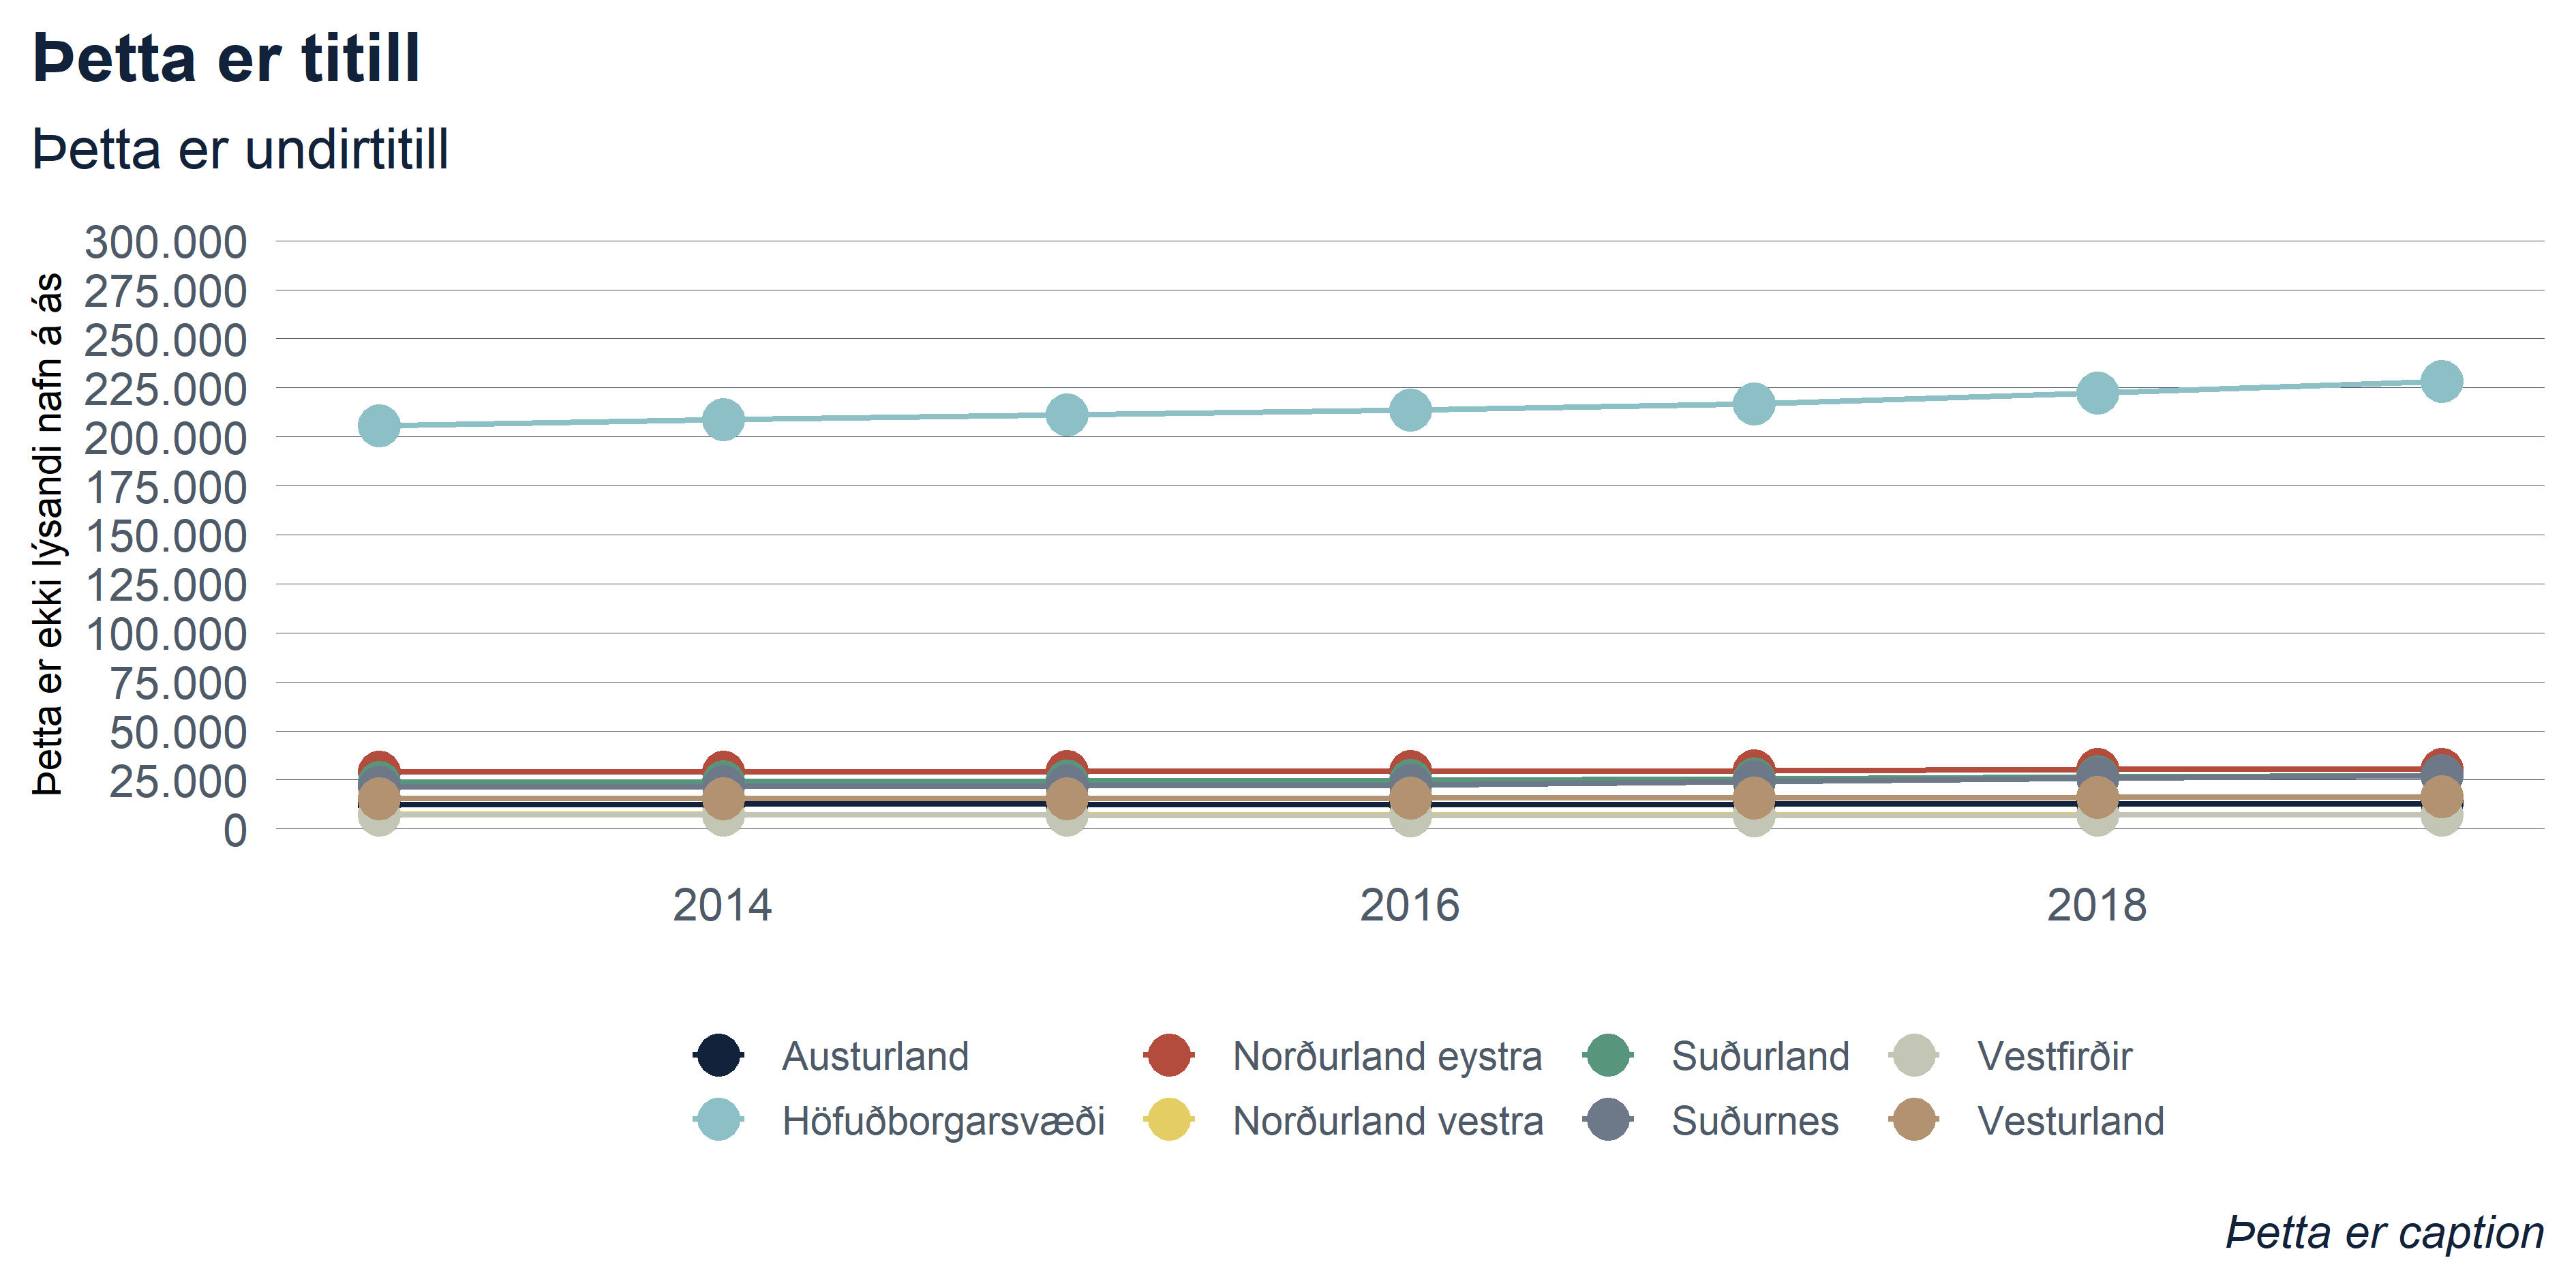 Þetta er titill
Þetta er undirtitill
Þetta er ekki lýsandi nafn á ás
300.000
275.000
250.000
225.000
200.000
175.000
150.000
125.000
100.000
75.000
50.000
25.000
0
2014 2016 2018
Austurland Norðurland eystra Suðurland Vestfirðir
Höfuðborgarsvæði Norðurland vestra Suðurnes Vesturland
Þetta er caption